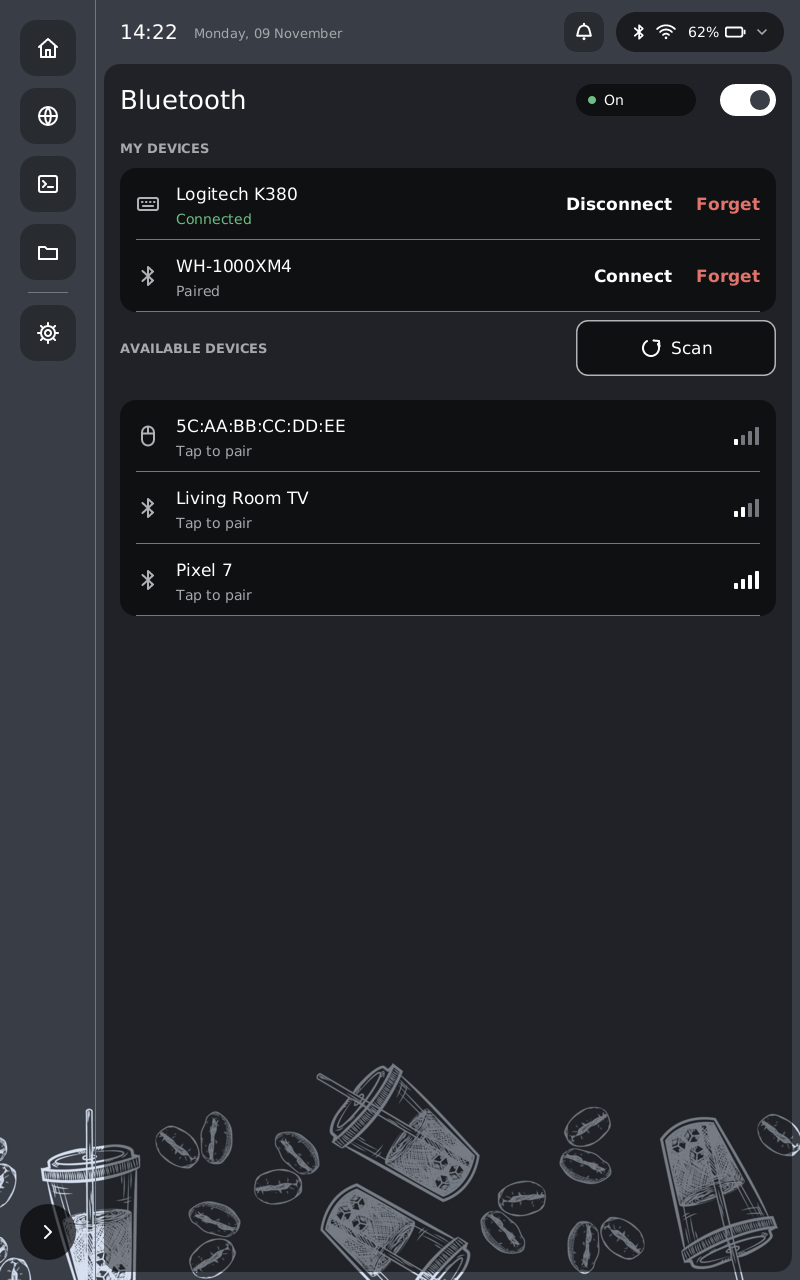 14:22 Monday, 09 November 62%
Bluetooth On
MY DEVICES
Logitech K380
Connected
Disconnect Forget
WH-1000XM4
Paired
Connect Forget
AVAILABLE DEVICES Scan
5C:AA:BB:CC:DD:EE
Tap to pair
Living Room TV
Tap to pair
Pixel 7
Tap to pair